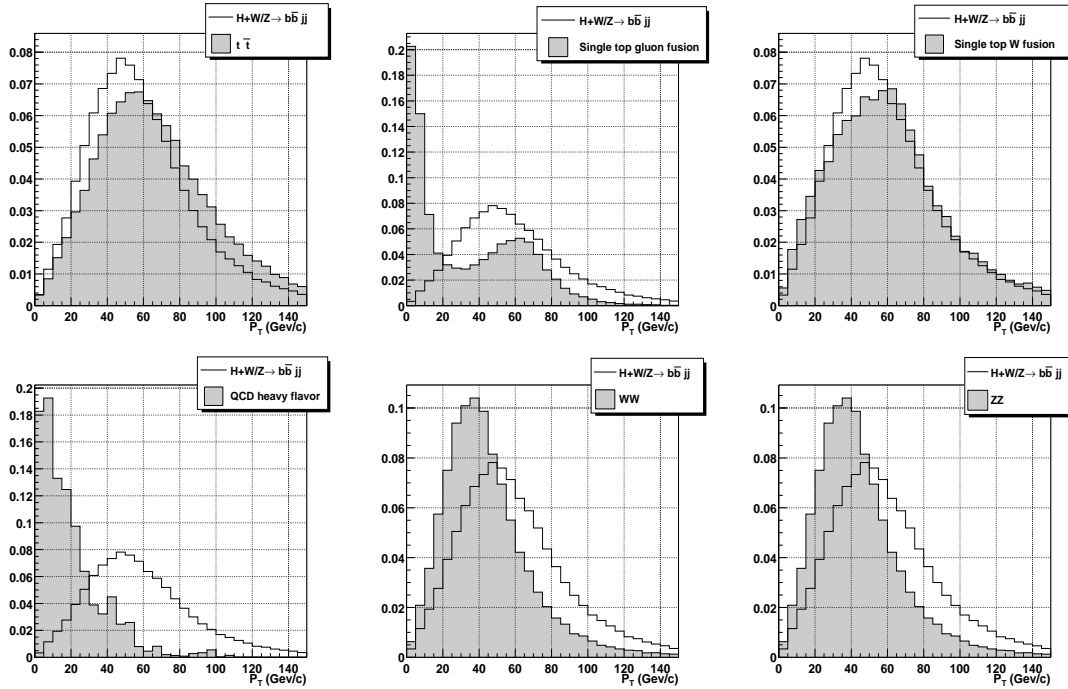 H+W/Z→ bb̅ jj
t t̅
0.08
0.07
0.06
0.05
0.04
0.03
0.02
0.01
0
0 20 40 60 80 100 120 140
P_T (Gev/c)
H+W/Z→ bb̅ jj
Single top gluon fusion
0.2
0.18
0.16
0.14
0.12
0.1
0.08
0.06
0.04
0.02
0
0 20 40 60 80 100 120 140
P_T (Gev/c)
H+W/Z→ bb̅ jj
Single top W fusion
0.08
0.07
0.06
0.05
0.04
0.03
0.02
0.01
0
0 20 40 60 80 100 120 140
P_T (Gev/c)
H+W/Z→ bb̅ jj
QCD heavy flavor
0.2
0.18
0.16
0.14
0.12
0.1
0.08
0.06
0.04
0.02
0
0 20 40 60 80 100 120 140
P_T (Gev/c)
H+W/Z→ bb̅ jj
WW
0.1
0.08
0.06
0.04
0.02
0
0 20 40 60 80 100 120 140
P_T (Gev/c)
H+W/Z→ bb̅ jj
ZZ
0.1
0.08
0.06
0.04
0.02
0
0 20 40 60 80 100 120 140
P_T (Gev/c)